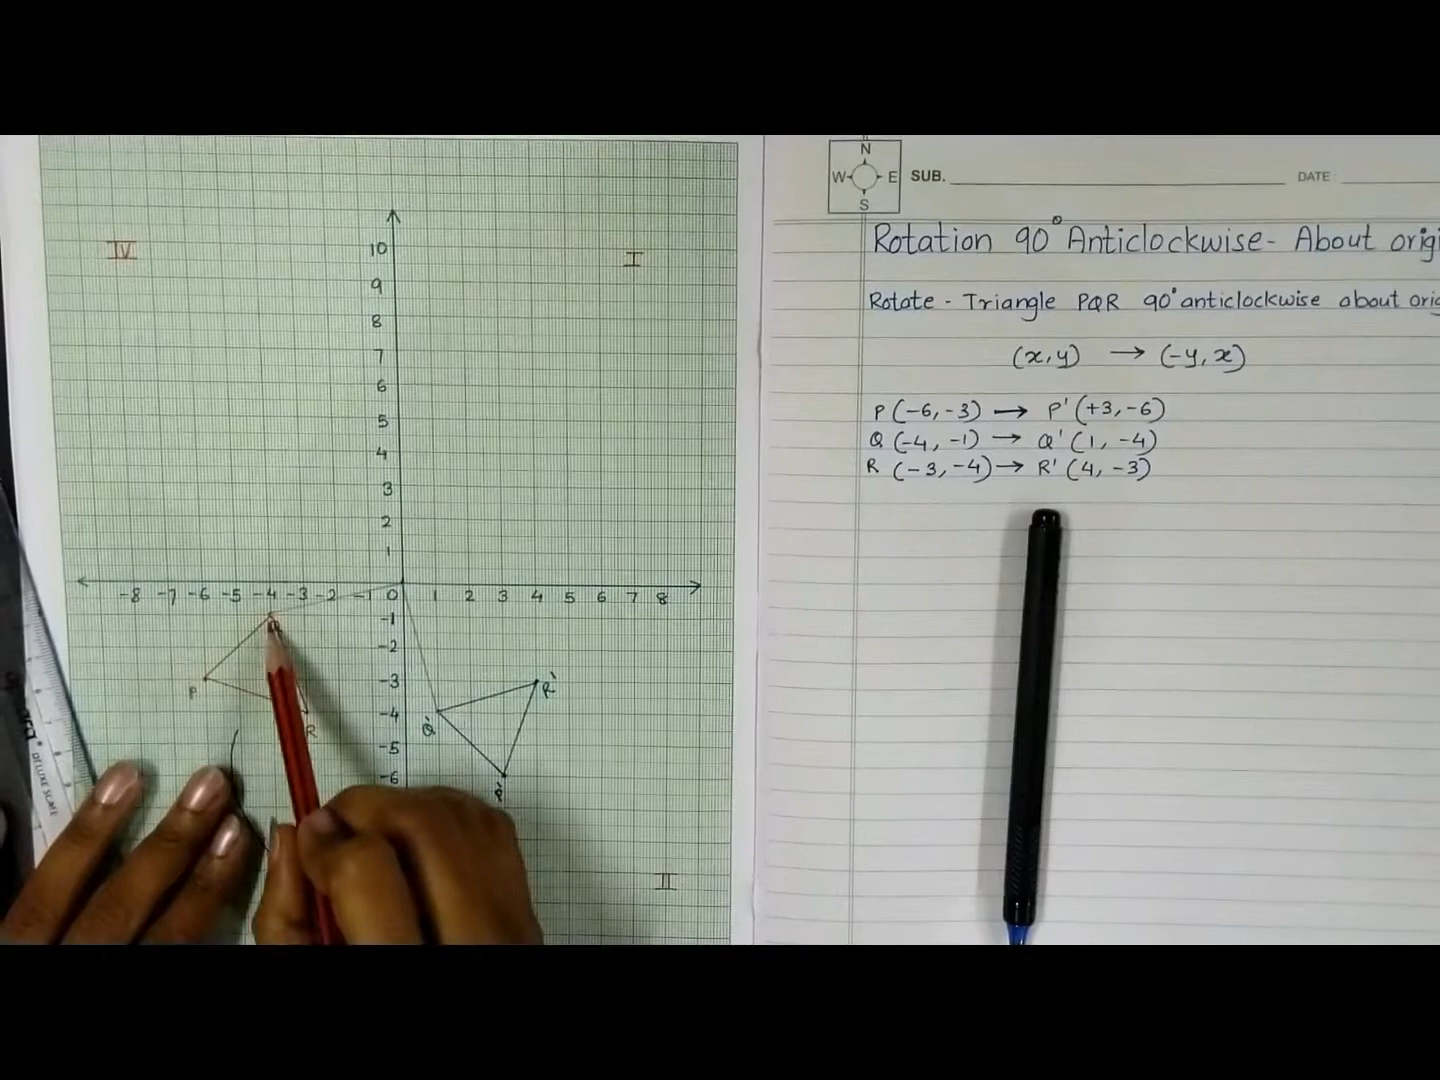 N
W E SUB. DATE :
S
Rotation 90° Anticlockwise - About origi
Rotate - Triangle PQR 90° anticlockwise about orig
(x,y) → (-y, x)
P (-6, -3) → P' (+3, -6)
Q (-4, -1) → Q' (1, -4)
R (-3, -4) → R' (4, -3)
IV
I
10
9
8
7
6
5
4
3
2
1
-8 -7 -6 -5 -4 -3 -2 -1 0 1 2 3 4 5 6 7 8
-1
-2
-3
-4
-5
-6
P
R
Q'
R'
P'
II
DELUXE SCALE